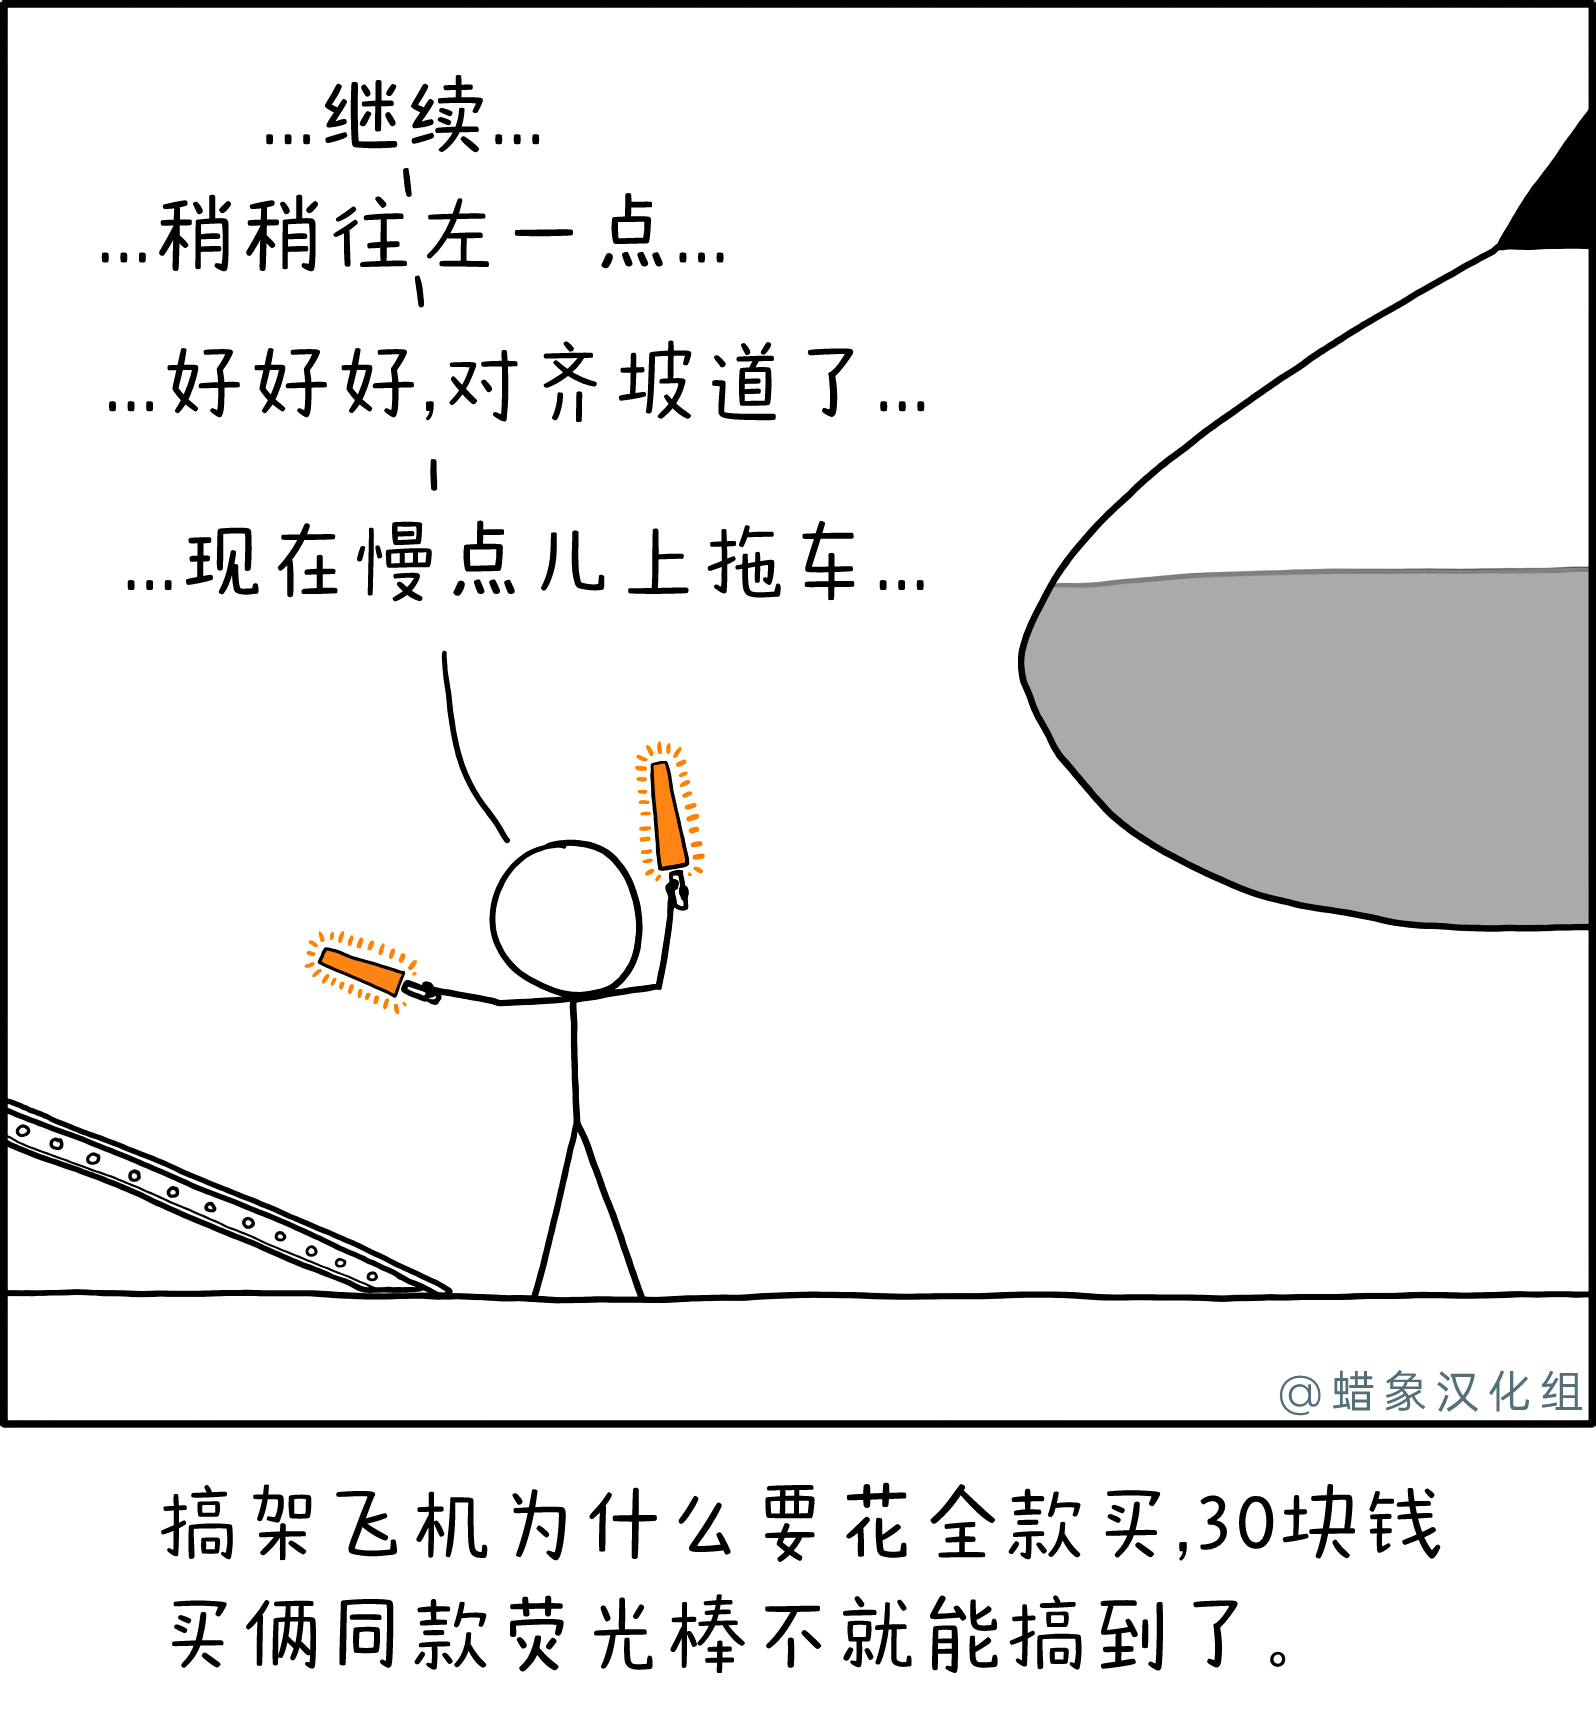 ...继续...
...稍稍往左一点...
...好好好,对齐坡道了...
...现在慢点儿上拖车...
@蜡象汉化组
搞架飞机为什么要花全款买,30块钱
买俩同款荧光棒不就能搞到了。